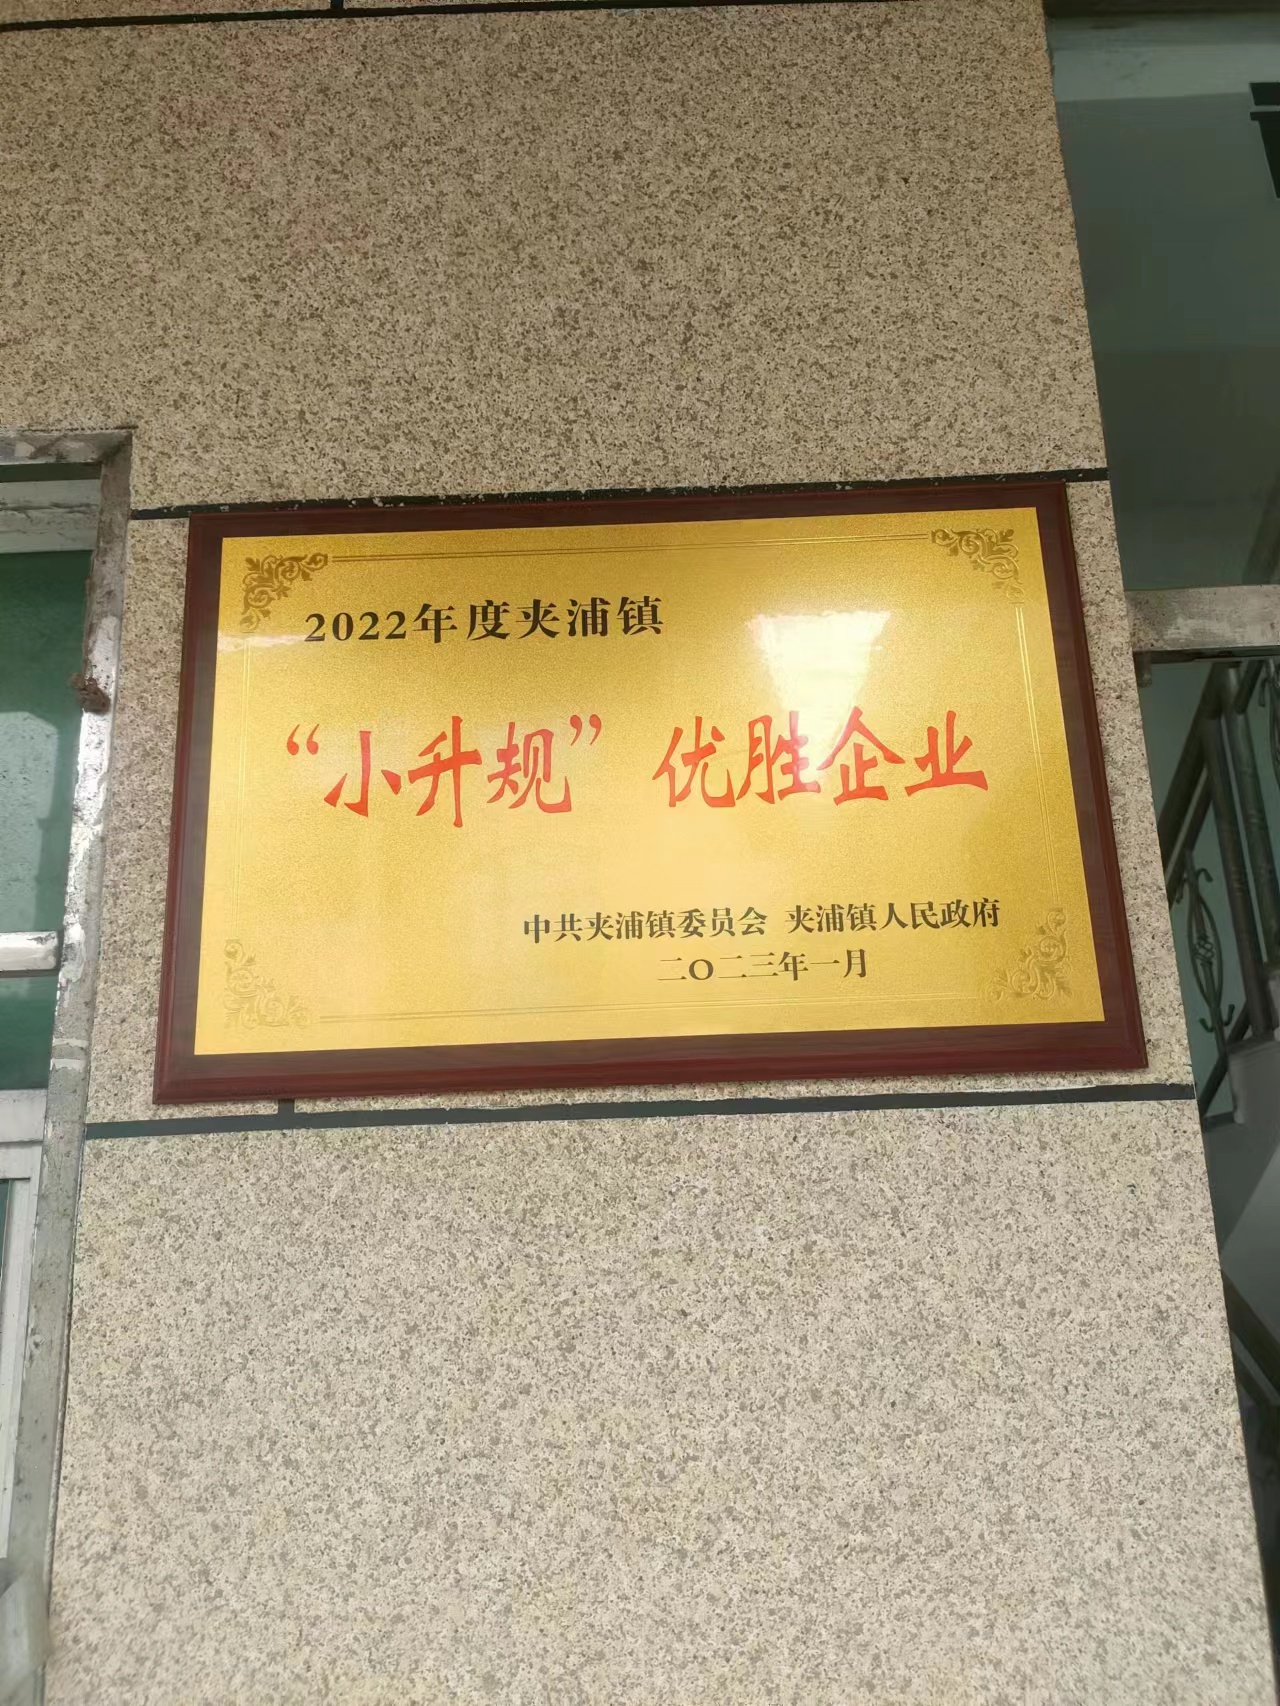 2022年度夹浦镇
“小升规”优胜企业
中共夹浦镇委员会 夹浦镇人民政府
二〇二三年一月